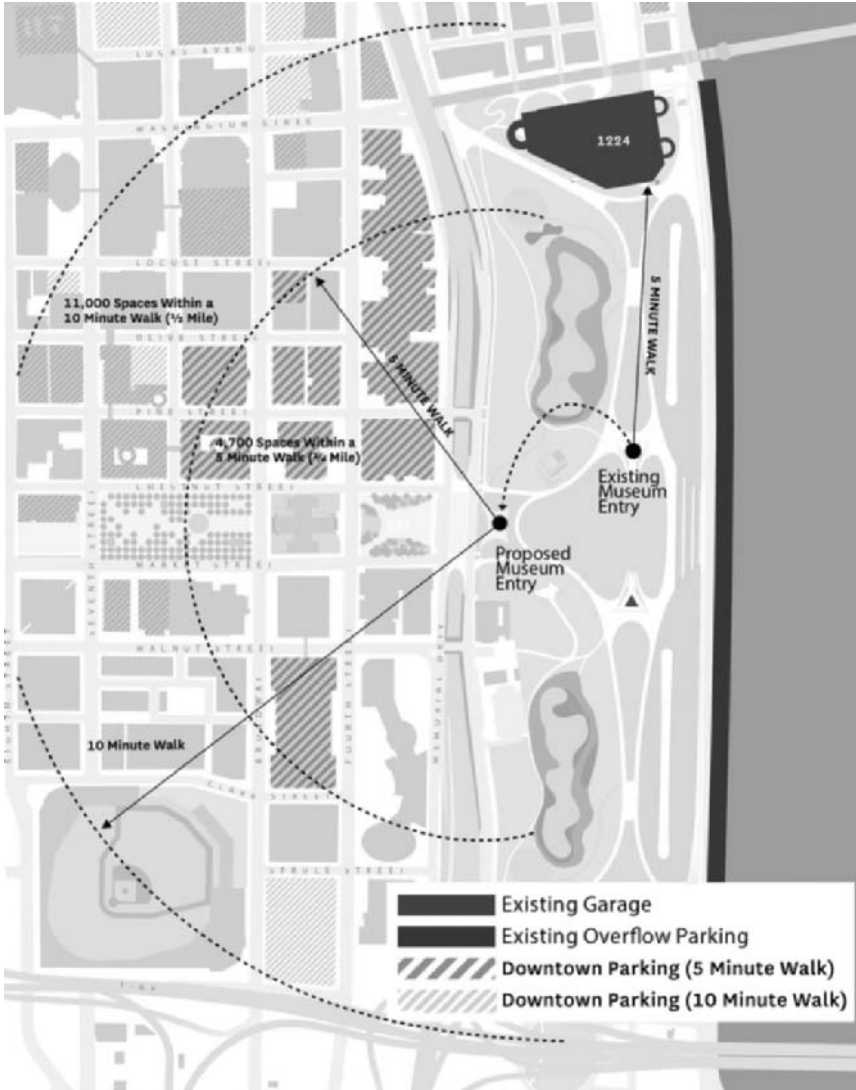 LUCAS AVENU
WASHINGTON STREE
1224
LOCUST STREET
11,000 Spaces Within a
10 Minute Walk (½ Mile)
OLIVE STREET
5 MINUTE WALK
5 MINUTE WALK
PINE STREET
4,700 Spaces Within a
5 Minute Walk (¼ Mile)
Existing
Museum
Entry
CHESTNUT STREET
Proposed
Museum
Entry
MARKET STREET
SEVENTH STREET
WALNUT STREET
EIGHTH STREET
BROADWAY
FOURTH STREET
MEMORIAL DRIV
10 Minute Walk
CLARK STREET
SPRUCE STREET
I-64
Existing Garage
Existing Overflow Parking
Downtown Parking (5 Minute Walk)
Downtown Parking (10 Minute Walk)